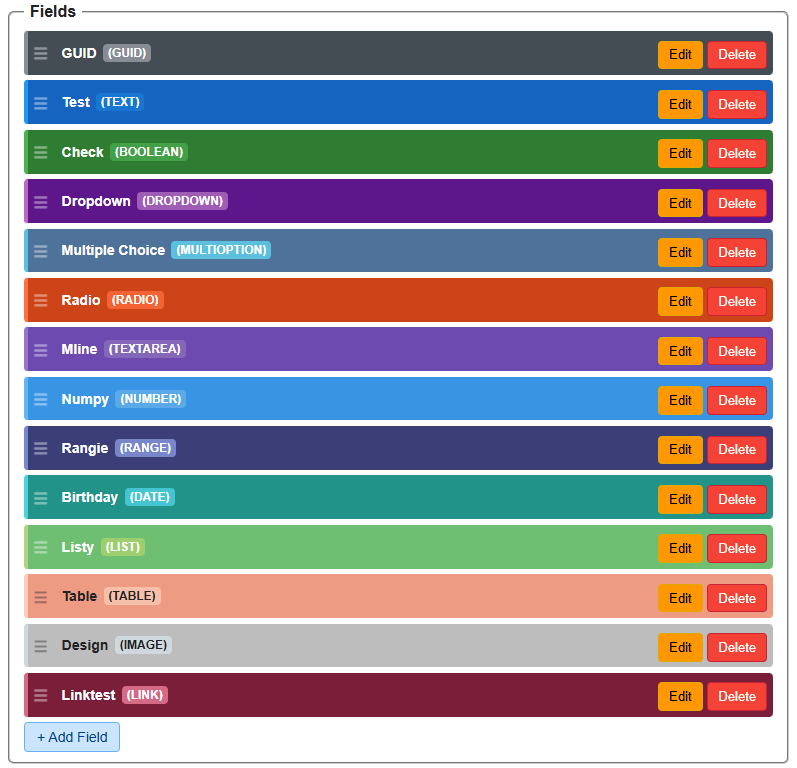 Fields
GUID (GUID) Edit Delete
Test (TEXT) Edit Delete
Check (BOOLEAN) Edit Delete
Dropdown (DROPDOWN) Edit Delete
Multiple Choice (MULTIOPTION) Edit Delete
Radio (RADIO) Edit Delete
Mline (TEXTAREA) Edit Delete
Numpy (NUMBER) Edit Delete
Rangie (RANGE) Edit Delete
Birthday (DATE) Edit Delete
Listy (LIST) Edit Delete
Table (TABLE) Edit Delete
Design (IMAGE) Edit Delete
Linktest (LINK) Edit Delete
+ Add Field